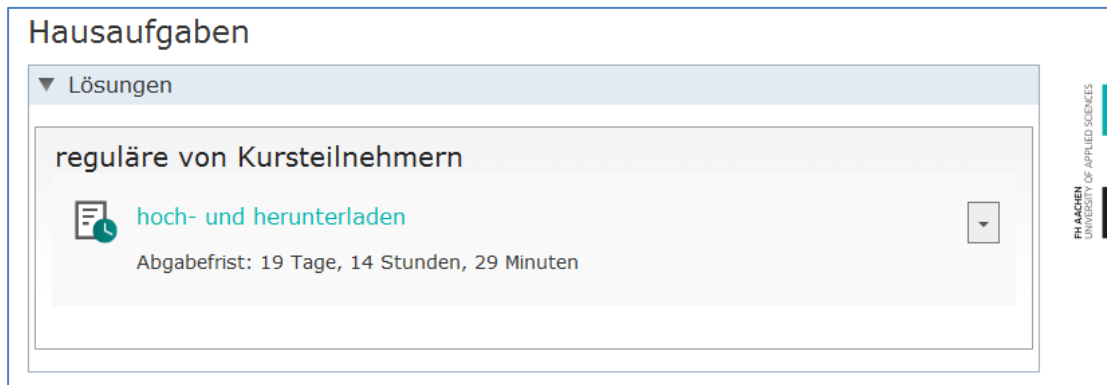 Hausaufgaben
Lösungen
reguläre von Kursteilnehmern
hoch- und herunterladen
Abgabefrist: 19 Tage, 14 Stunden, 29 Minuten
FH AACHEN
UNIVERSITY OF APPLIED SCIENCES